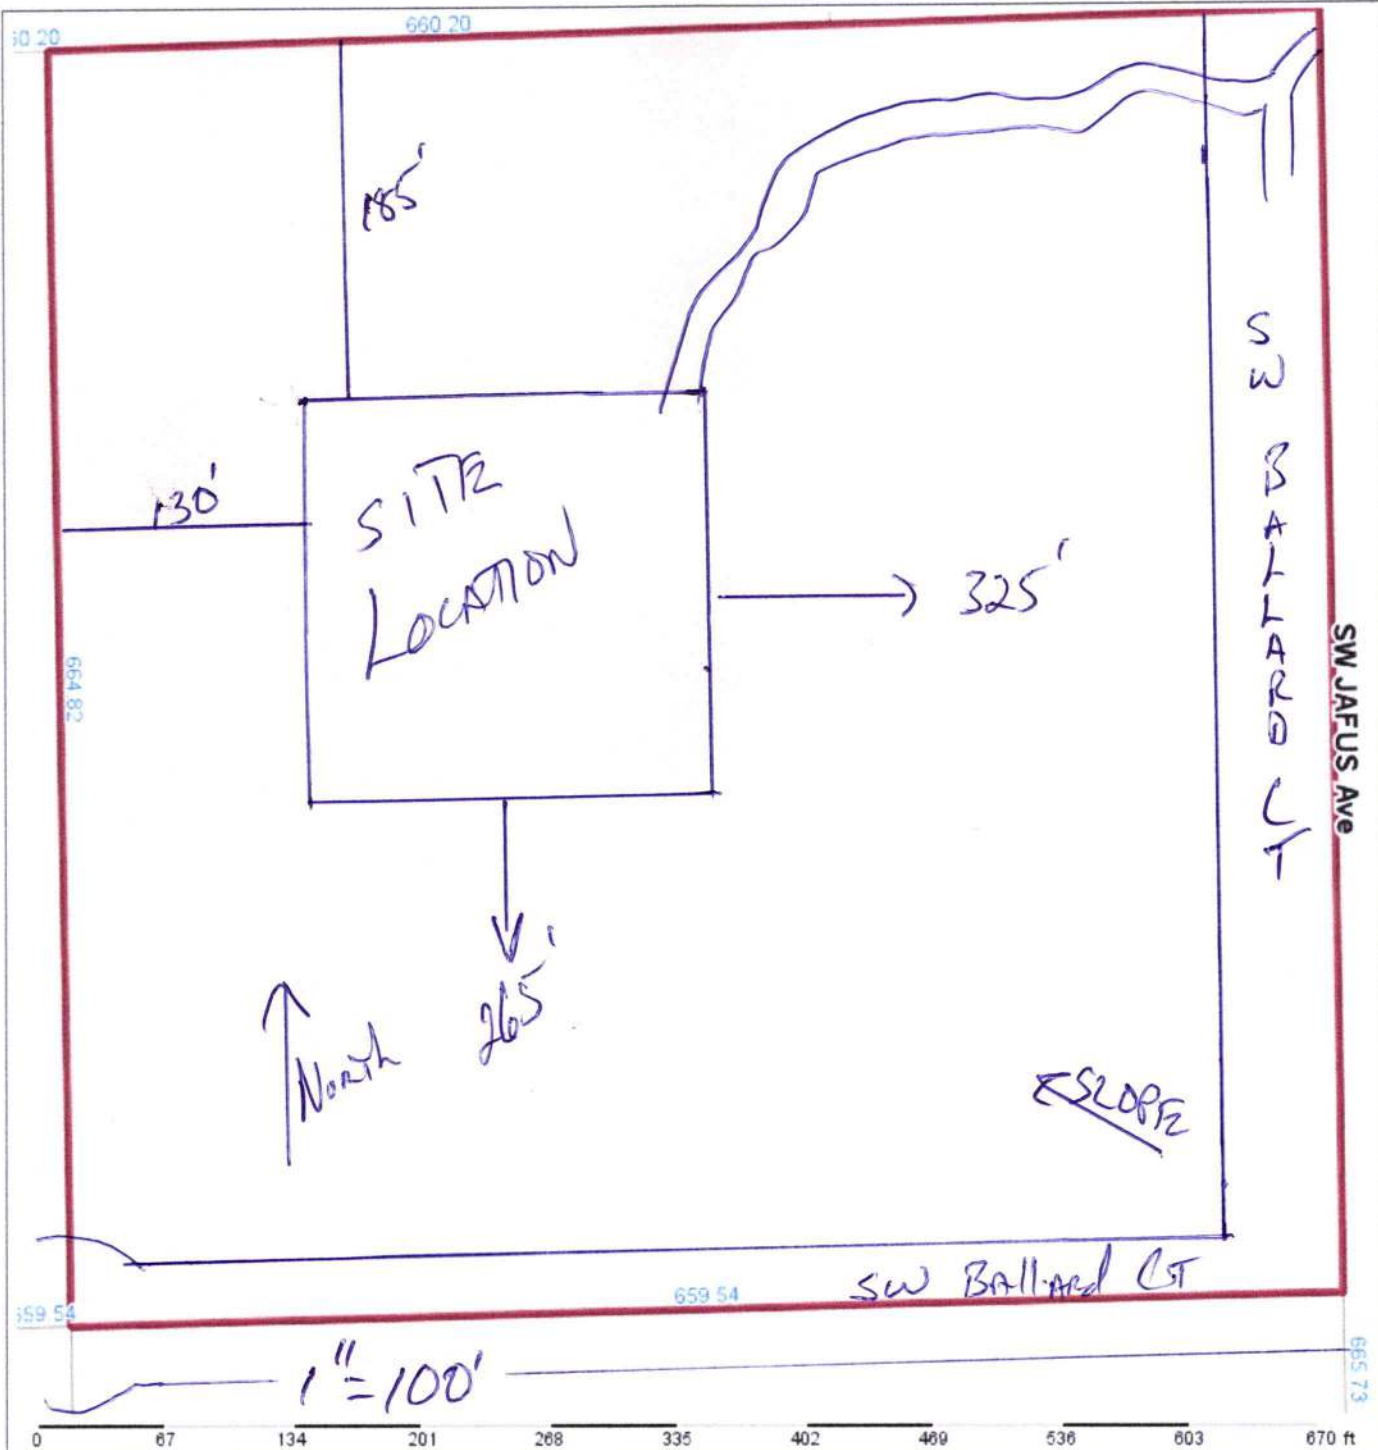 60 20
660 20
185'
130'
SITE
LOCATION
325'
664 82
SW BALLARD CT
SW JAFUS Ave
265'
North
SLOPE
SW Ballard CT
659 54
659 54
1" = 100'
665 73
0 67 134 201 268 335 402 469 536 603 670 ft